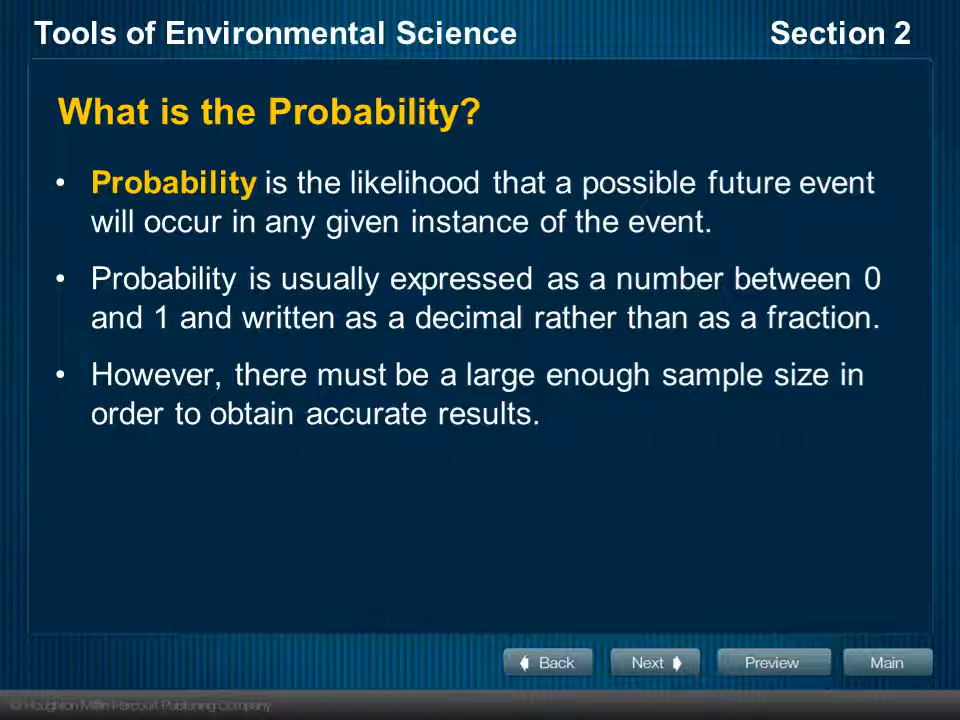 Tools of Environmental Science
Section 2
What is the Probability?
• Probability is the likelihood that a possible future event
will occur in any given instance of the event.
• Probability is usually expressed as a number between 0
and 1 and written as a decimal rather than as a fraction.
• However, there must be a large enough sample size in
order to obtain accurate results.
Back
Next
Preview
Main
© Houghton Mifflin Harcourt Publishing Company